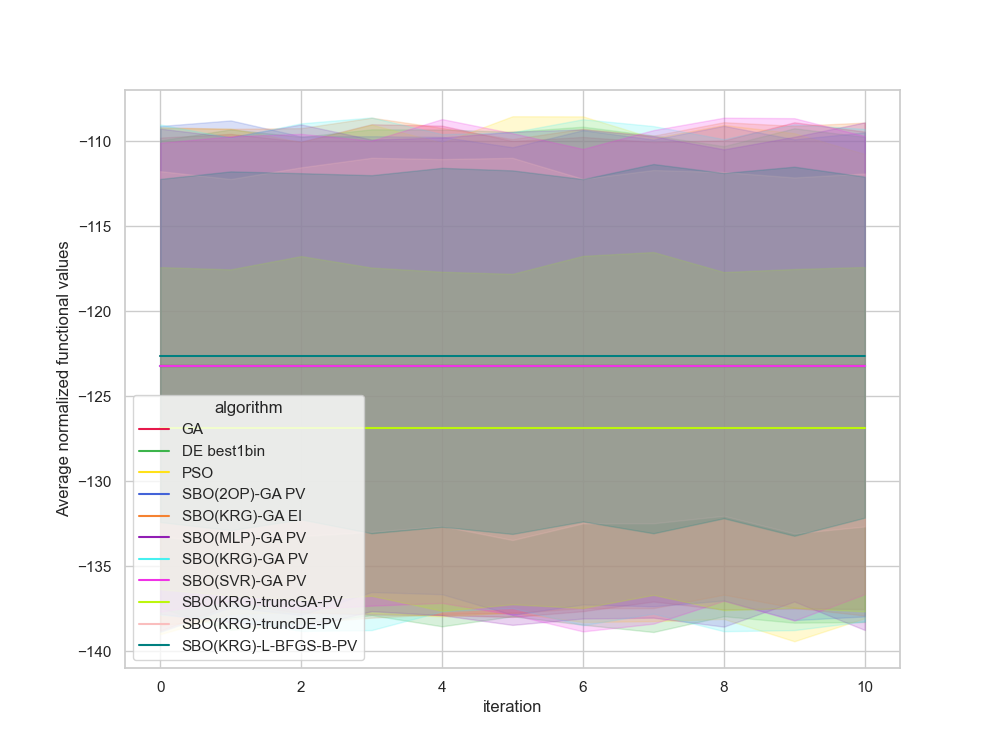 Average normalized functional values
−110
−115
−120
−125
−130
−135
−140
algorithm
GA
DE best1bin
PSO
SBO(2OP)-GA PV
SBO(KRG)-GA EI
SBO(MLP)-GA PV
SBO(KRG)-GA PV
SBO(SVR)-GA PV
SBO(KRG)-truncGA-PV
SBO(KRG)-truncDE-PV
SBO(KRG)-L-BFGS-B-PV
0 2 4 6 8 10
iteration